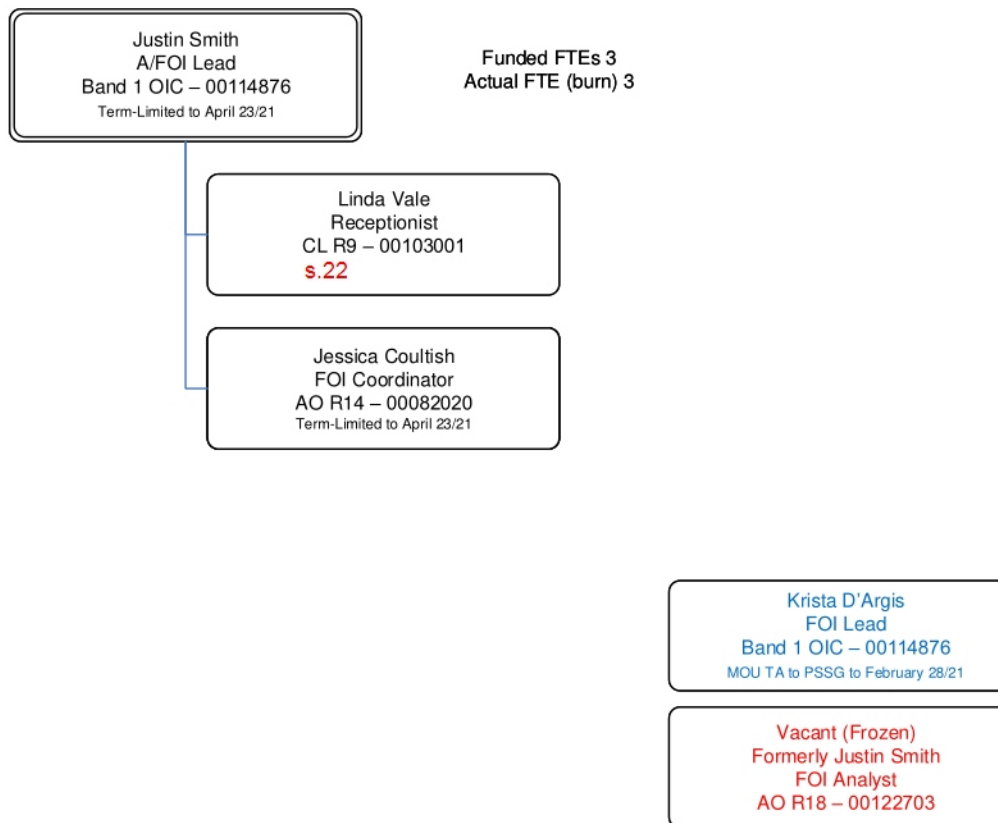 Justin Smith
A/FOI Lead
Band 1 OIC – 00114876
Term-Limited to April 23/21
Funded FTEs 3
Actual FTE (burn) 3
Linda Vale
Receptionist
CL R9 – 00103001
s.22
Jessica Coultish
FOI Coordinator
AO R14 – 00082020
Term-Limited to April 23/21
Krista D'Argis
FOI Lead
Band 1 OIC – 00114876
MOU TA to PSSG to February 28/21
Vacant (Frozen)
Formerly Justin Smith
FOI Analyst
AO R18 – 00122703